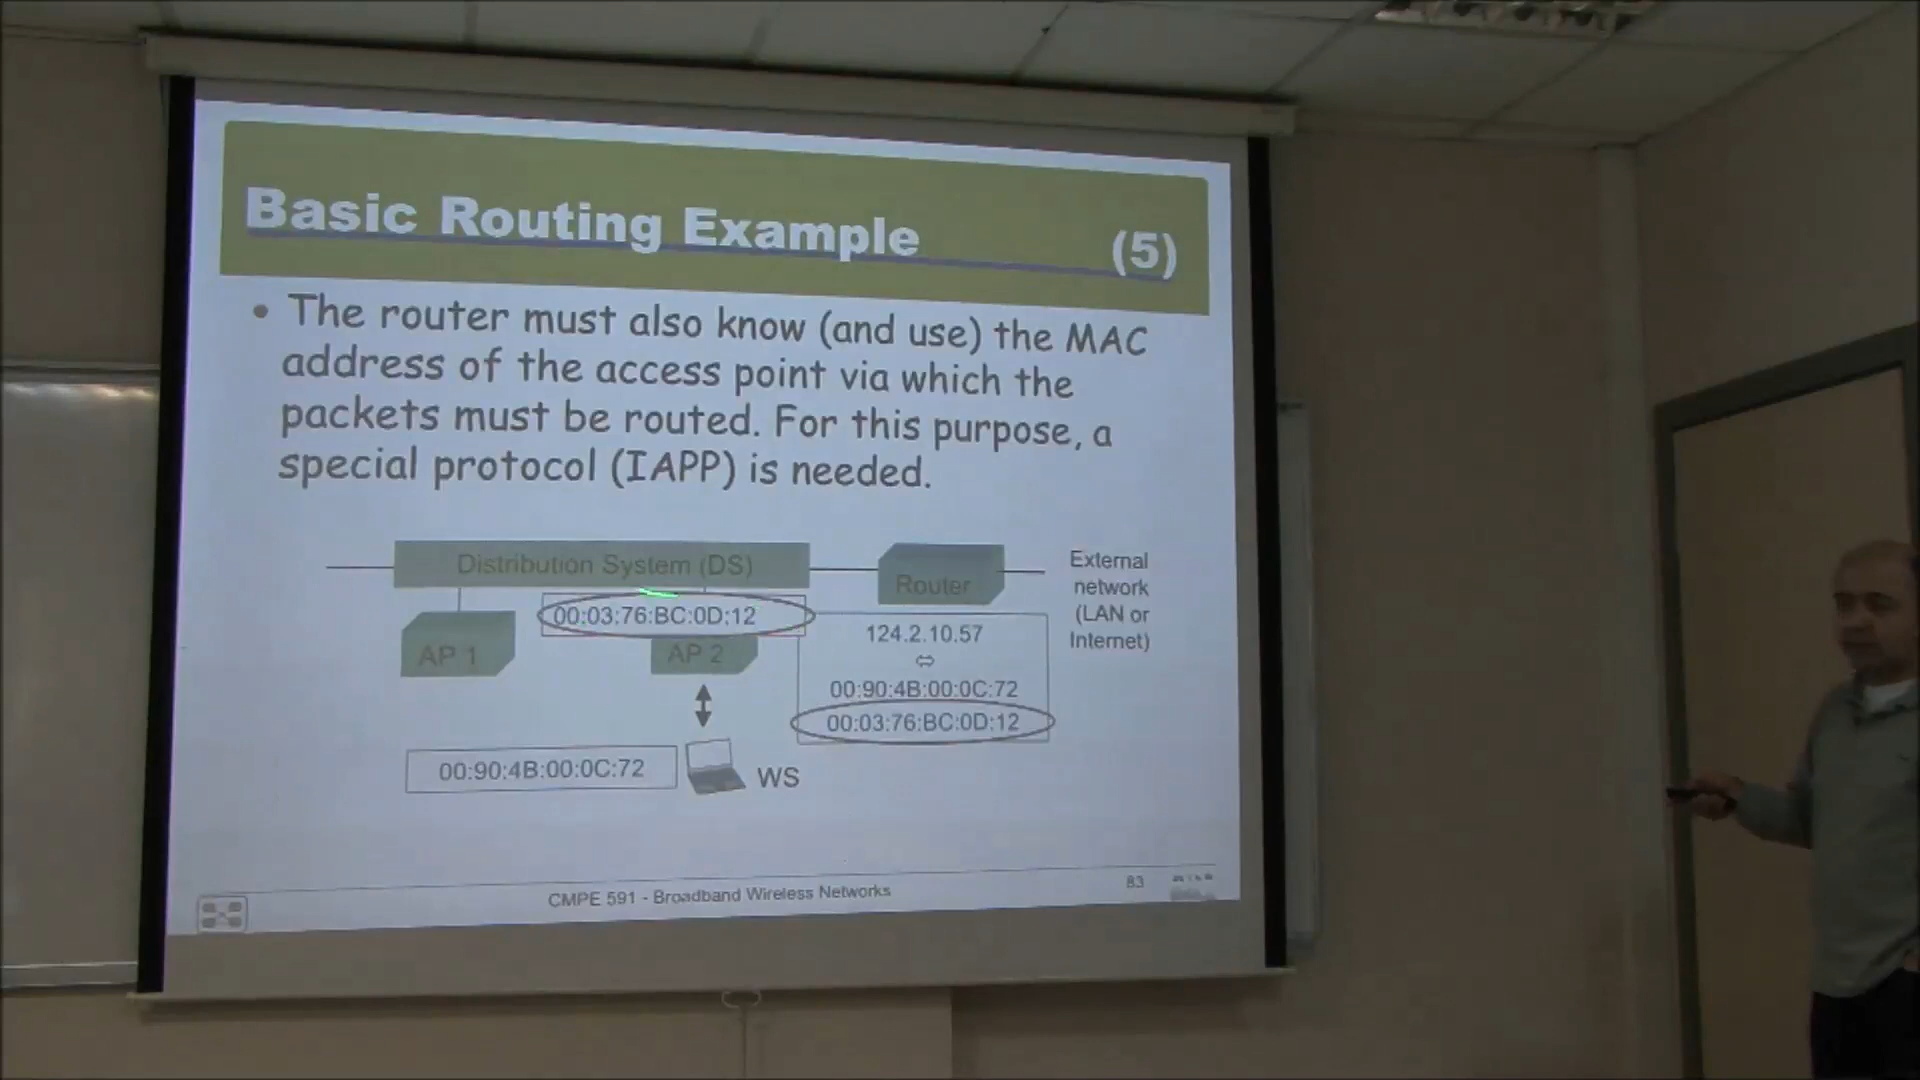 Basic Routing Example (5)
• The router must also know (and use) the MAC
address of the access point via which the
packets must be routed. For this purpose, a
special protocol (IAPP) is needed.
Distribution System (DS)
Router
External
network
(LAN or
Internet)
00:03:76:BC:0D:12
AP 1
AP 2
124.2.10.57
⇔
00:90:4B:00:0C:72
00:03:76:BC:0D:12
00:90:4B:00:0C:72
WS
CMPE 591 - Broadband Wireless Networks
83